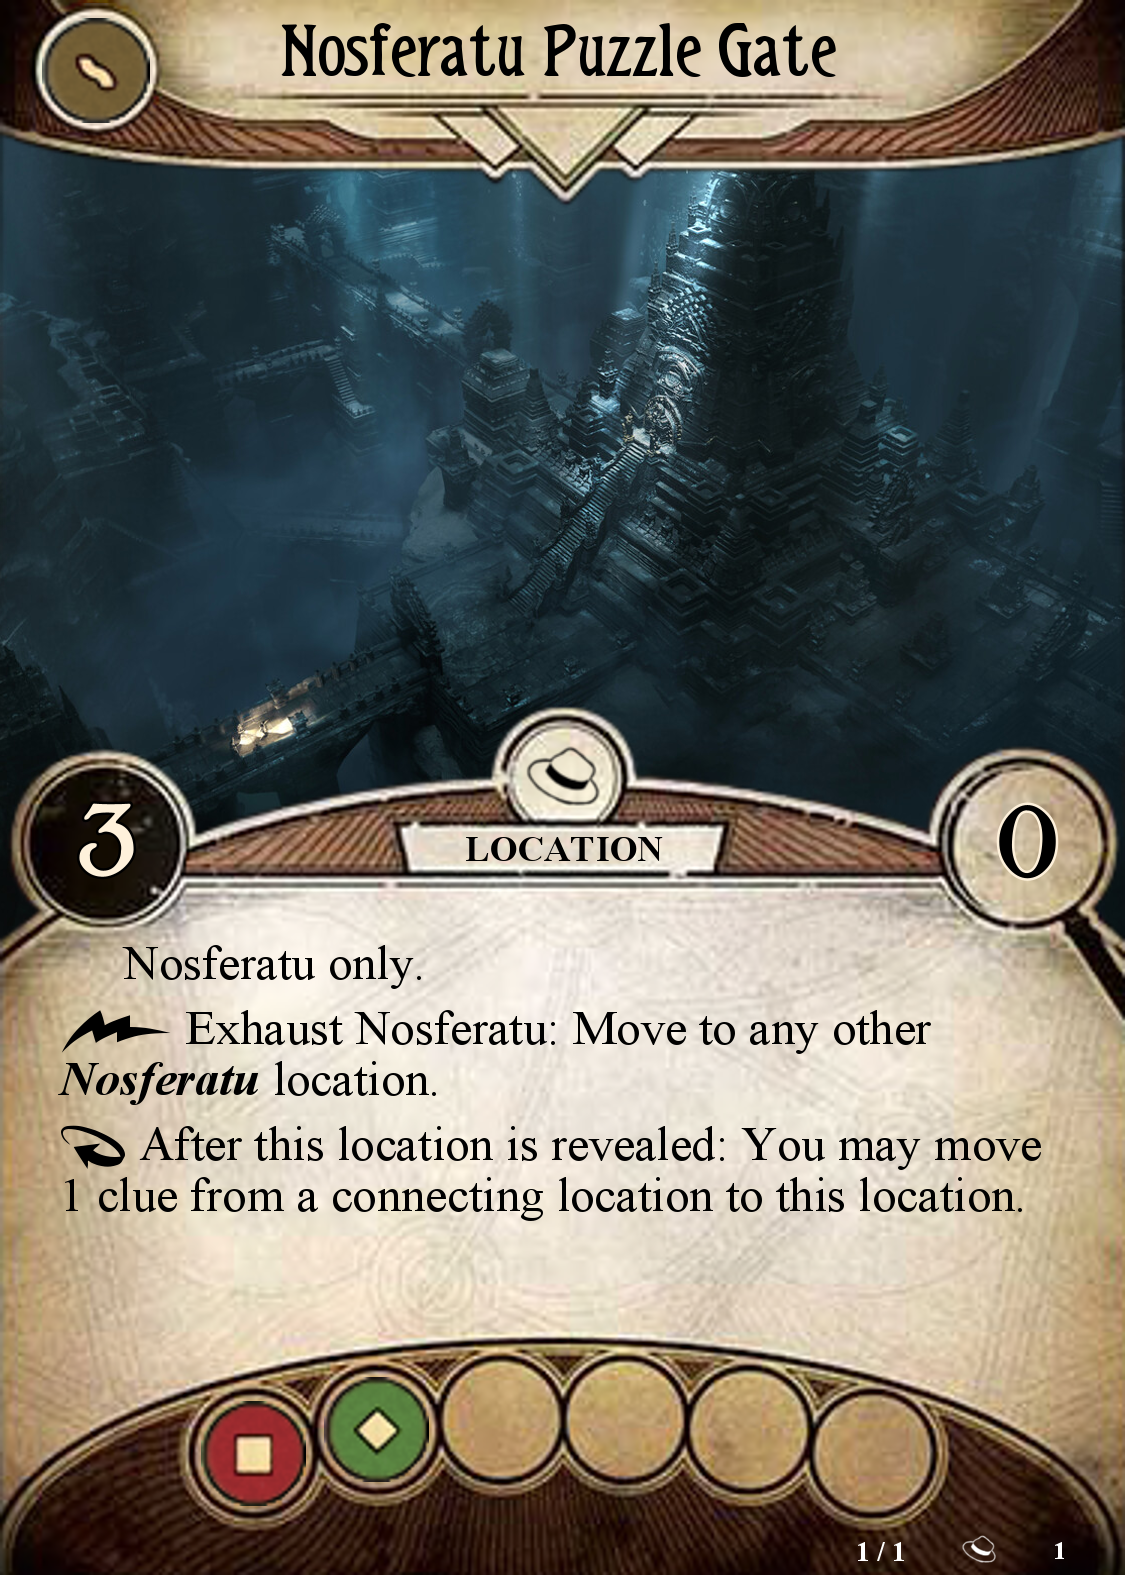 Nosferatu Puzzle Gate
3
0
LOCATION
Nosferatu only.
Exhaust Nosferatu: Move to any other
Nosferatu location.
After this location is revealed: You may move
1 clue from a connecting location to this location.
1 / 1
1